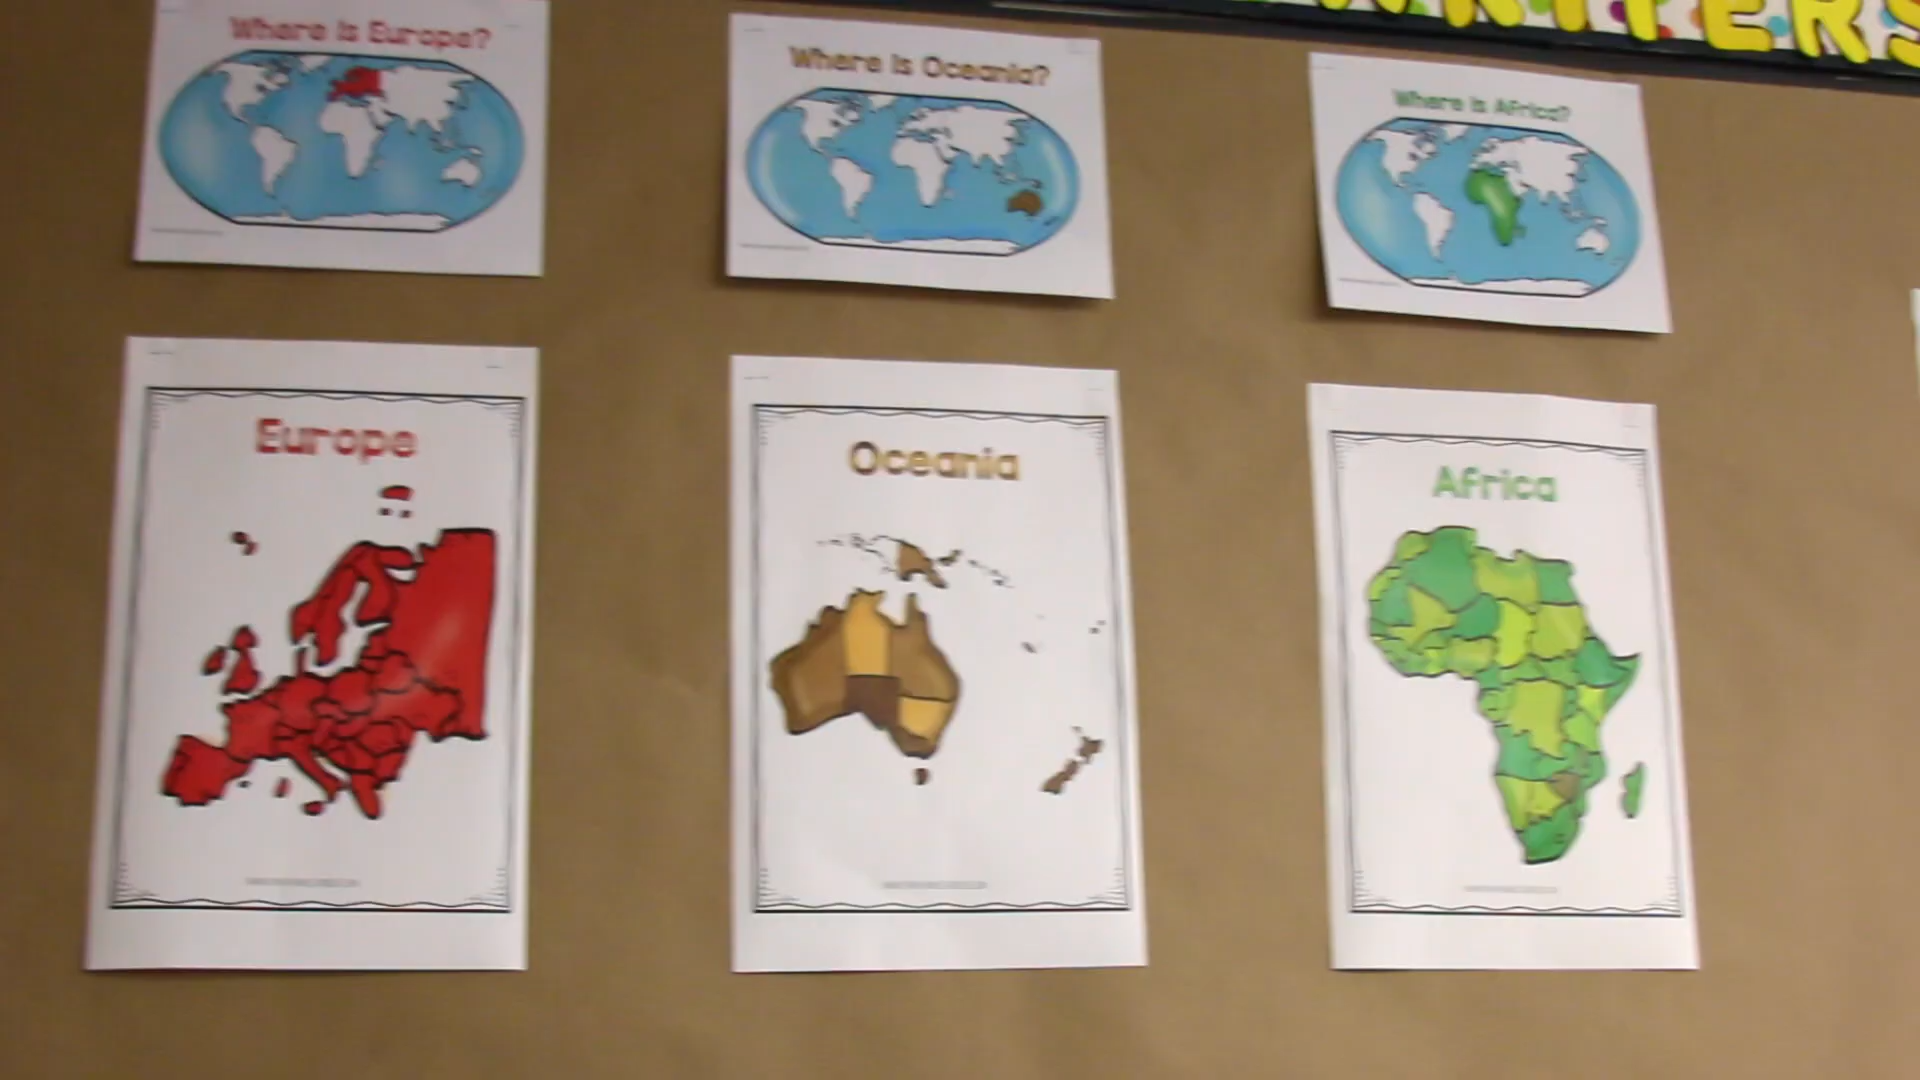 Where Is Europe?
Where Is Oceania?
Where Is Africa?
Europe
Oceania
Africa